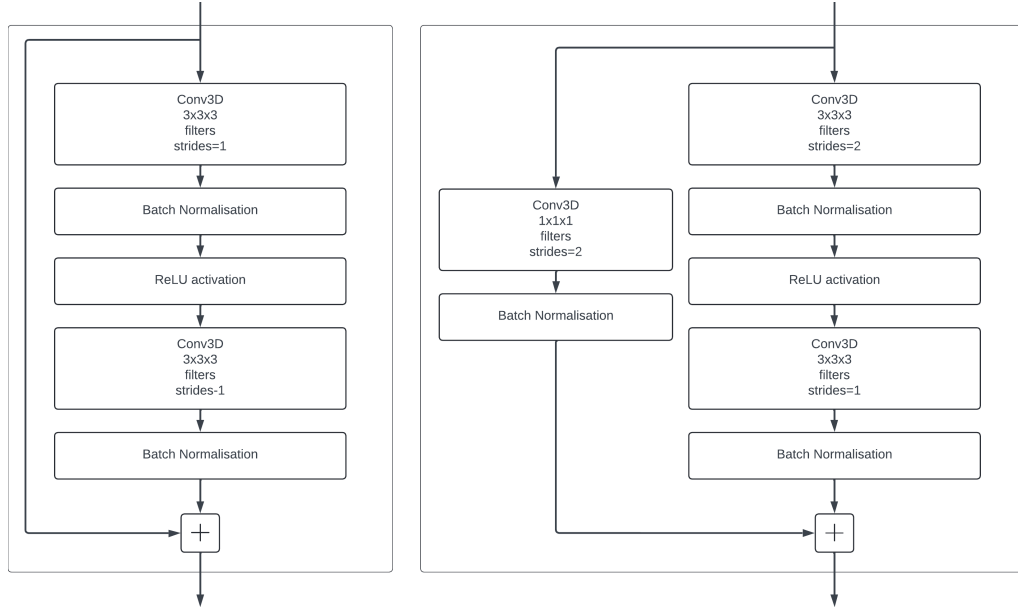 Conv3D
3x3x3
filters
strides=1
Batch Normalisation
ReLU activation
Conv3D
3x3x3
filters
strides-1
Batch Normalisation
+
Conv3D
1x1x1
filters
strides=2
Batch Normalisation
Conv3D
3x3x3
filters
strides=2
Batch Normalisation
ReLU activation
Conv3D
3x3x3
filters
strides=1
Batch Normalisation
+